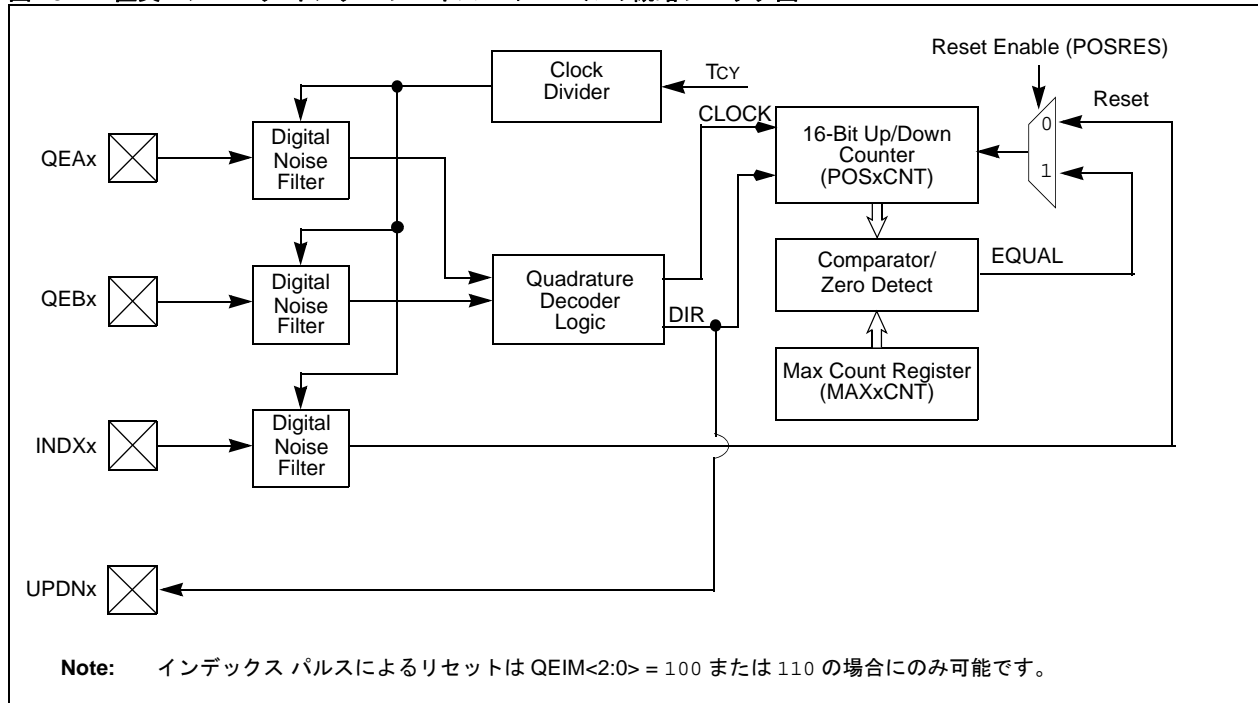 Reset Enable (POSRES)
Clock
Divider
TCY
CLOCK
Reset
QEAx
Digital
Noise
Filter
16-Bit Up/Down
Counter
(POSxCNT)
0
1
QEBx
Digital
Noise
Filter
Quadrature
Decoder
Logic
DIR
Comparator/
Zero Detect
EQUAL
Max Count Register
(MAXxCNT)
INDXx
Digital
Noise
Filter
UPDNx
Note: インデックス パルスによるリセットは QEIM<2:0> = 100 または 110 の場合にのみ可能です。